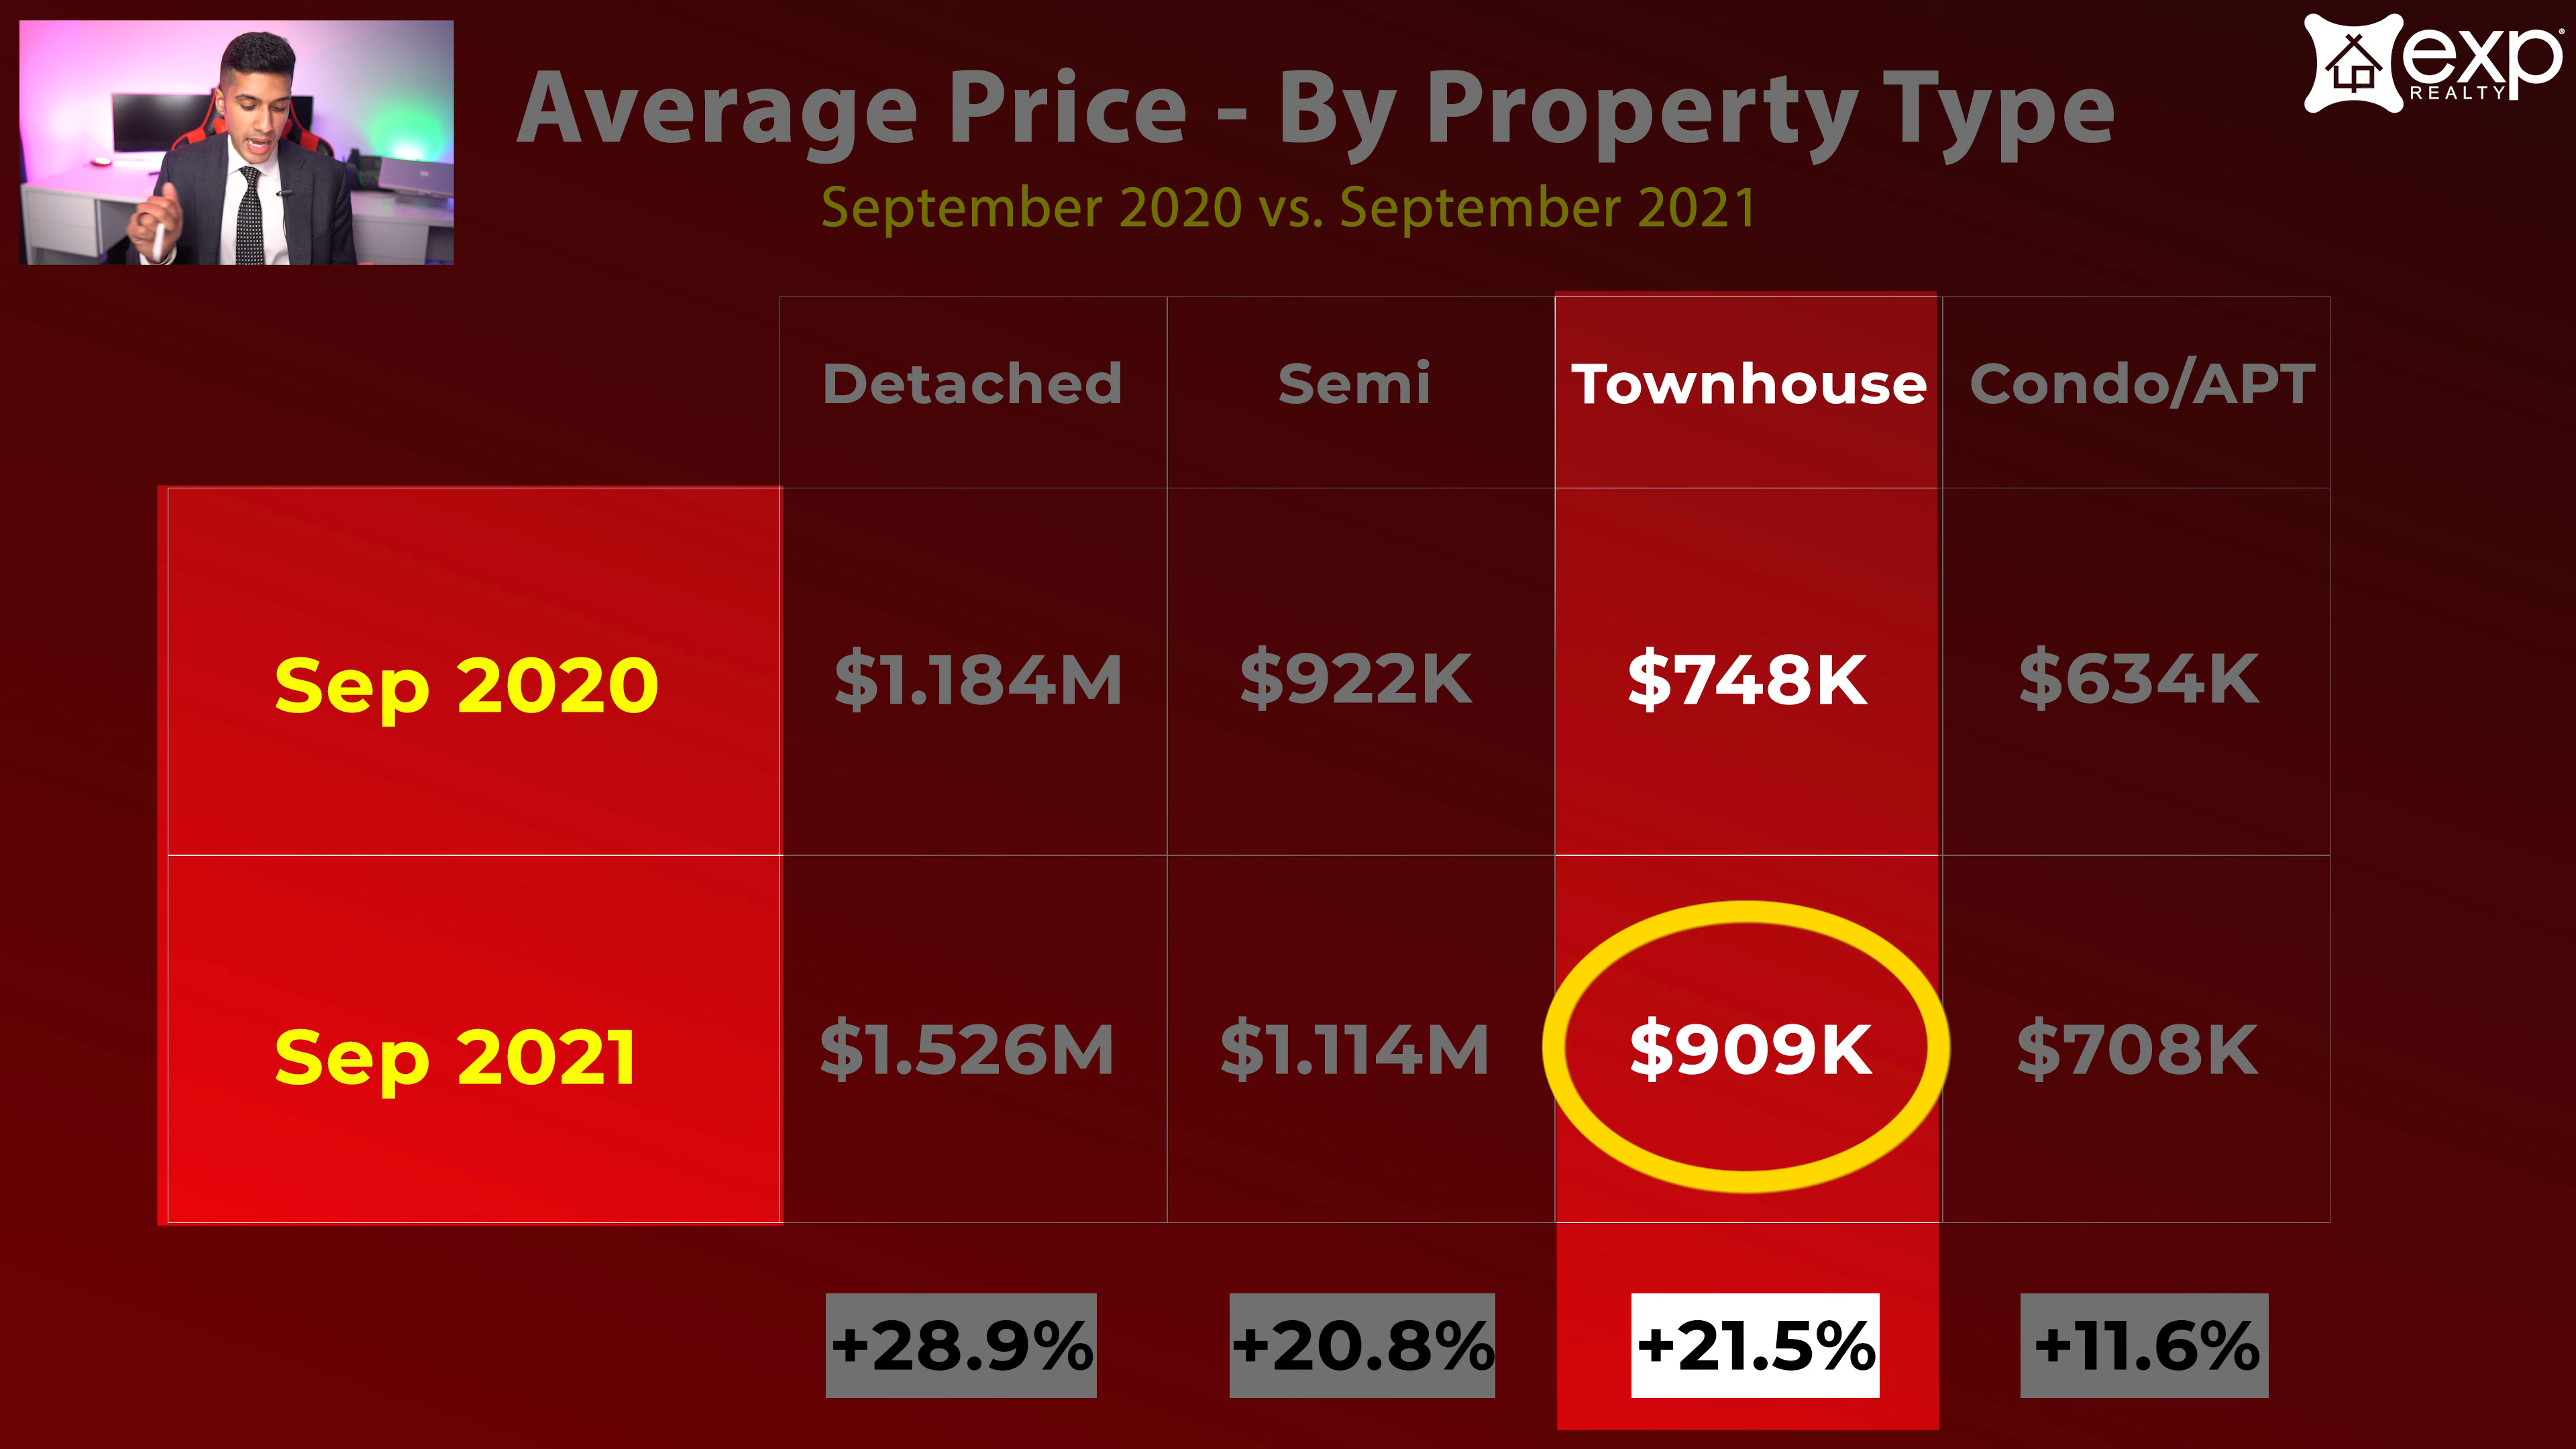 exp
REALTY
Average Price - By Property Type
September 2020 vs. September 2021
Detached Semi Townhouse Condo/APT
Sep 2020 $1.184M $922K $748K $634K
Sep 2021 $1.526M $1.114M $909K $708K
+28.9% +20.8% +21.5% +11.6%